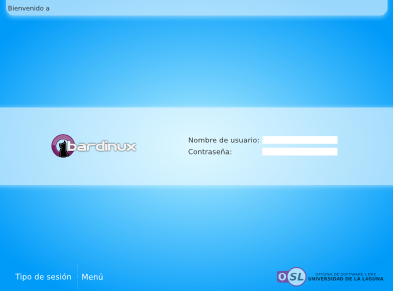 Bienvenido a
bardinux
Nombre de usuario:
Contraseña:
Tipo de sesión
Menú
OSL
OFICINA DE SOFTWARE LIBRE
UNIVERSIDAD DE LA LAGUNA